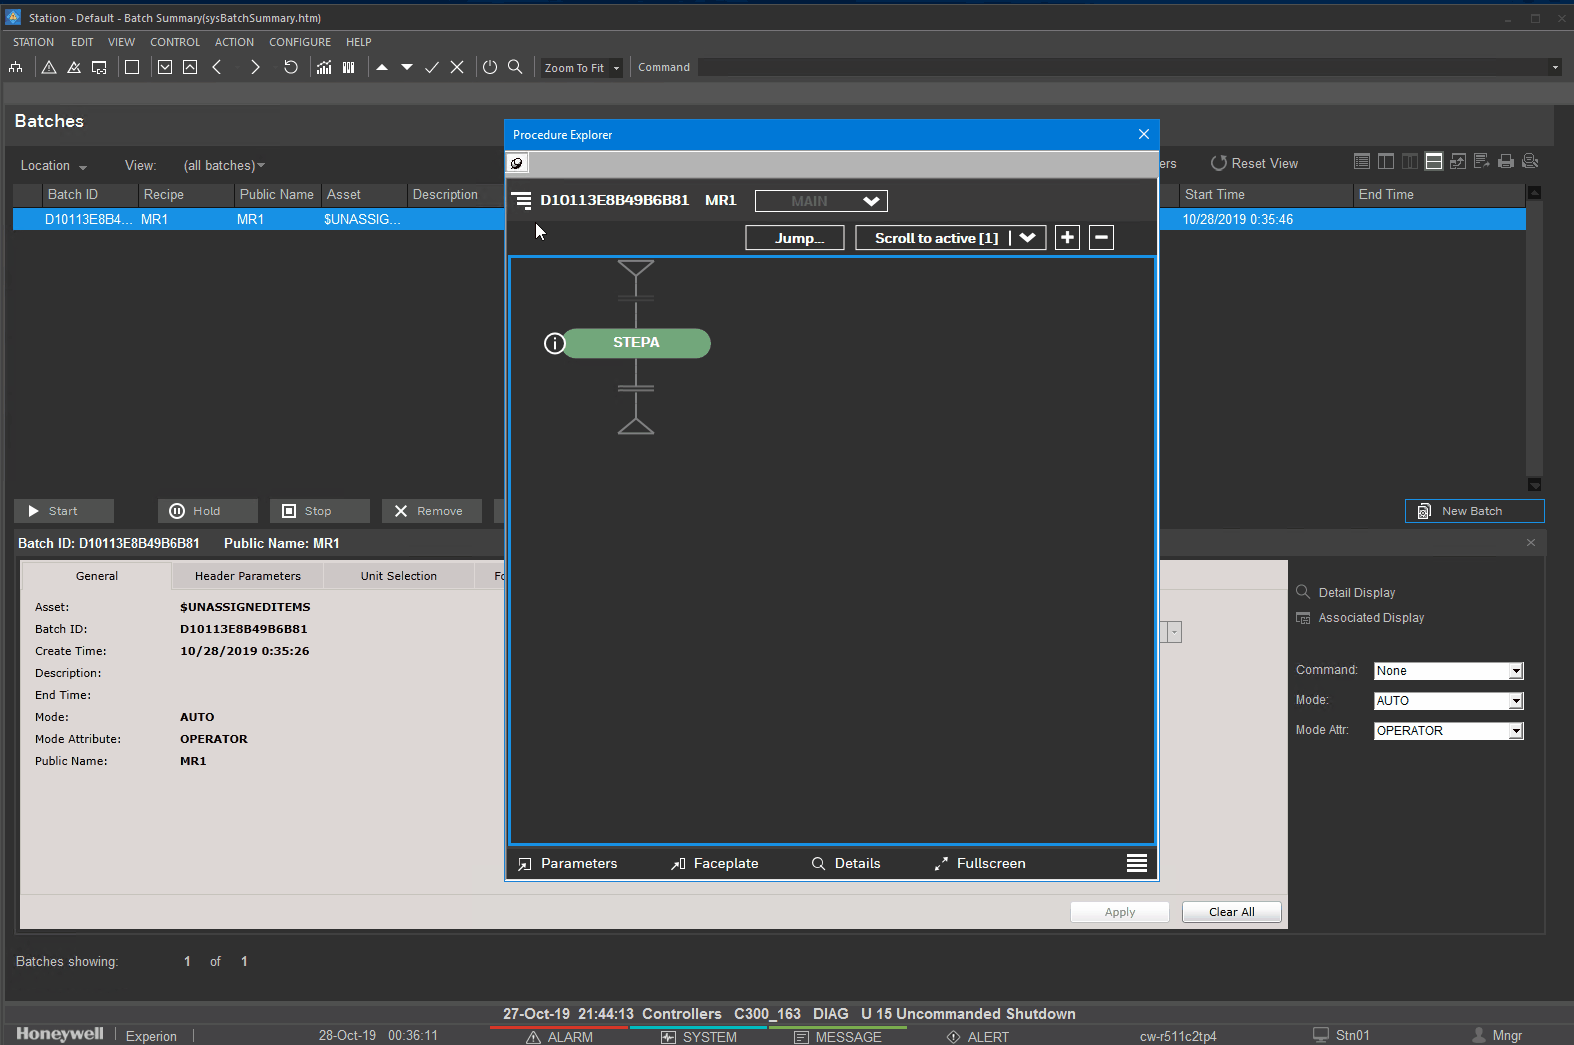 Station - Default - Batch Summary(sysBatchSummary.htm)
STATION EDIT VIEW CONTROL ACTION CONFIGURE HELP
Zoom To Fit Command
Batches
Procedure Explorer
Location View: (all batches) Reset View
Batch ID Recipe Public Name Asset Description Start Time End Time
D10113E8B4... MR1 MR1 $UNASSIG... 10/28/2019 0:35:46
D10113E8B49B6B81 MR1 MAIN
Jump... Scroll to active [1]
STEPA
Start Hold Stop Remove New Batch
Batch ID: D10113E8B49B6B81 Public Name: MR1
General Header Parameters Unit Selection Fo
Asset: $UNASSIGNEDITEMS
Batch ID: D10113E8B49B6B81
Create Time: 10/28/2019 0:35:26
Description:
End Time:
Mode: AUTO
Mode Attribute: OPERATOR
Public Name: MR1
Detail Display
Associated Display
Command: None
Mode: AUTO
Mode Attr: OPERATOR
Parameters Faceplate Details Fullscreen
Apply Clear All
Batches showing: 1 of 1
27-Oct-19 21:44:13 Controllers C300_163 DIAG U 15 Uncommanded Shutdown
Honeywell Experion 28-Oct-19 00:36:11 ALARM SYSTEM MESSAGE ALERT cw-r511c2tp4 Stn01 Mngr